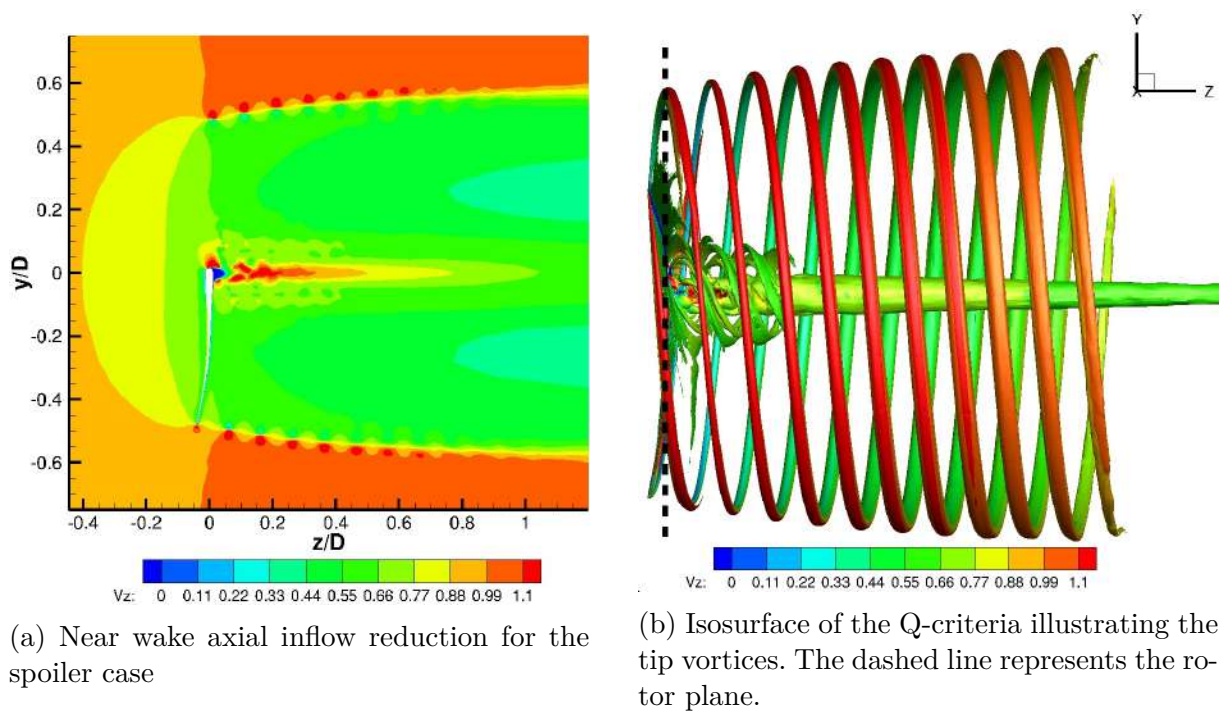 0.6
0.4
0.2
0
-0.2
-0.4
-0.6
y/D
-0.4 -0.2 0 0.2 0.4 0.6 0.8 1
z/D
Vz: 0 0.11 0.22 0.33 0.44 0.55 0.66 0.77 0.88 0.99 1.1
(a) Near wake axial inflow reduction for the
spoiler case
Y
X Z
Vz: 0 0.11 0.22 0.33 0.44 0.55 0.66 0.77 0.88 0.99 1.1
(b) Isosurface of the Q-criteria illustrating the
tip vortices. The dashed line represents the ro-
tor plane.